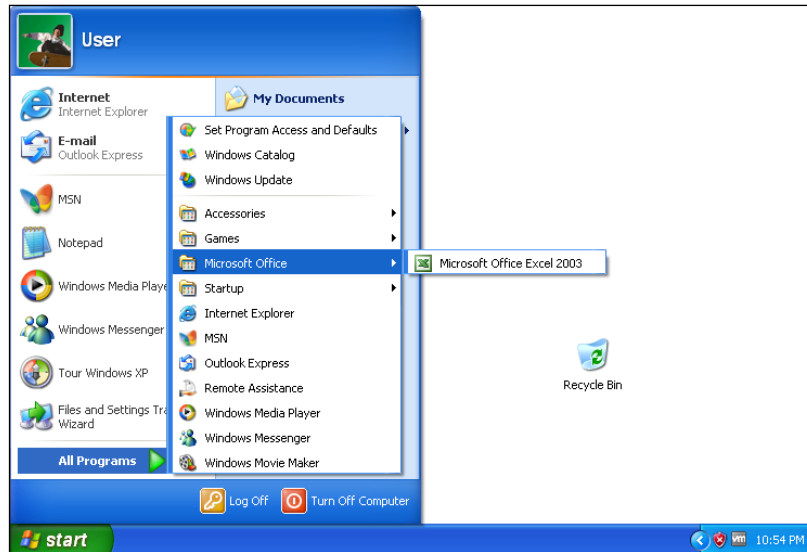 User
Internet
Internet Explorer
E-mail
Outlook Express
MSN
Notepad
Windows Media Playe
Windows Messenger
Tour Windows XP
Files and Settings Tra
Wizard
All Programs
My Documents
Set Program Access and Defaults
Windows Catalog
Windows Update
Accessories
Games
Microsoft Office
Startup
Internet Explorer
MSN
Outlook Express
Remote Assistance
Windows Media Player
Windows Messenger
Windows Movie Maker
Microsoft Office Excel 2003
Recycle Bin
Log Off
Turn Off Computer
start
vm
10:54 PM